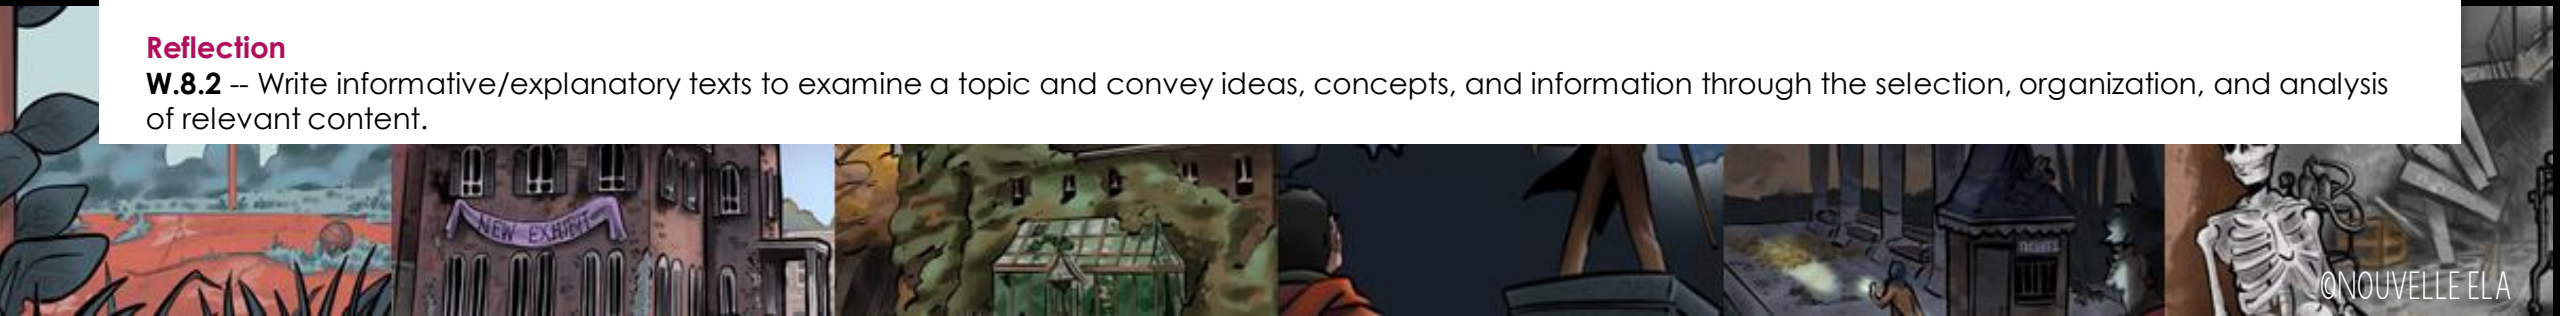 Reflection
W.8.2 -- Write informative/explanatory texts to examine a topic and convey ideas, concepts, and information through the selection, organization, and analysis
of relevant content.
NEW EXHIBIT
TICKETS
©NOUVELLE ELA